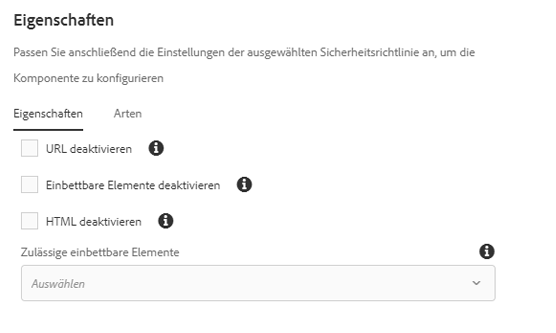 Eigenschaften
Passen Sie anschließend die Einstellungen der ausgewählten Sicherheitsrichtlinie an, um die
Komponente zu konfigurieren
Eigenschaften Arten
URL deaktivieren
Einbettbare Elemente deaktivieren
HTML deaktivieren
Zulässige einbettbare Elemente
Auswählen